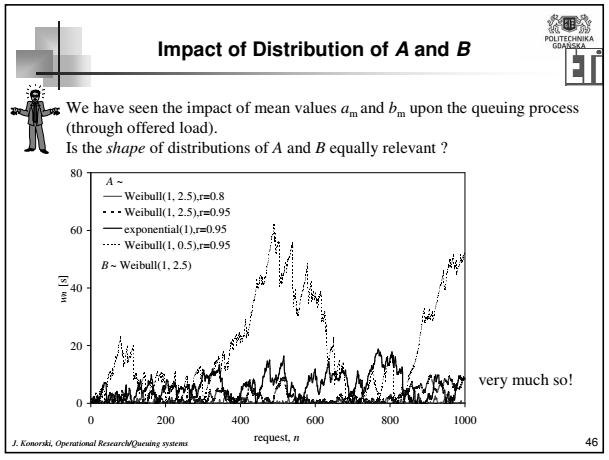 Impact of Distribution of A and B
POLITECHNIKA
GDAŃSKA
ETI
We have seen the impact of mean values am and bm upon the queuing process
(through offered load).
Is the shape of distributions of A and B equally relevant ?
80
60
40
20
0
wn [s]
A ~
Weibull(1, 2.5),r=0.8
Weibull(1, 2.5),r=0.95
exponential(1),r=0.95
Weibull(1, 0.5),r=0.95
B ~ Weibull(1, 2.5)
very much so!
0 200 400 600 800 1000
request, n
J. Konorski, Operational Research/Queuing systems
46